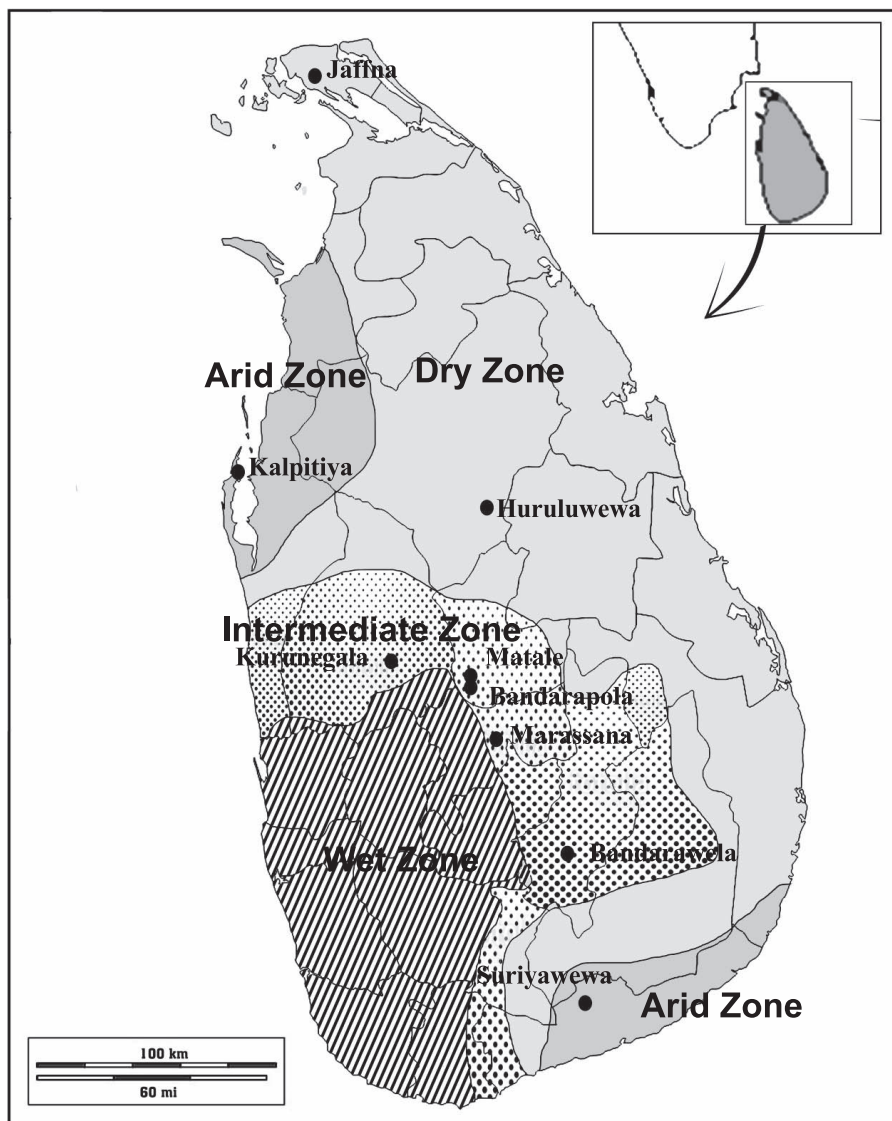 Jaffna
Arid Zone
Dry Zone
Kalpitiya
Huruluwewa
Intermediate Zone
Kurunegala
Matale
Bandarapola
Marassana
Wet Zone
Bandarawela
Suriyawewa
Arid Zone
100 km
60 mi